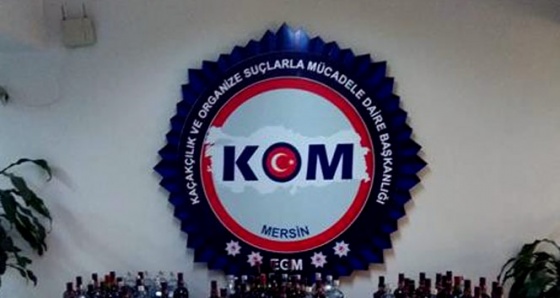 KAÇAKÇILIK VE ORGANİZE SUÇLARLA MÜCADELE DAİRE BAŞKANLIĞI
KOM
MERSİN
EGM